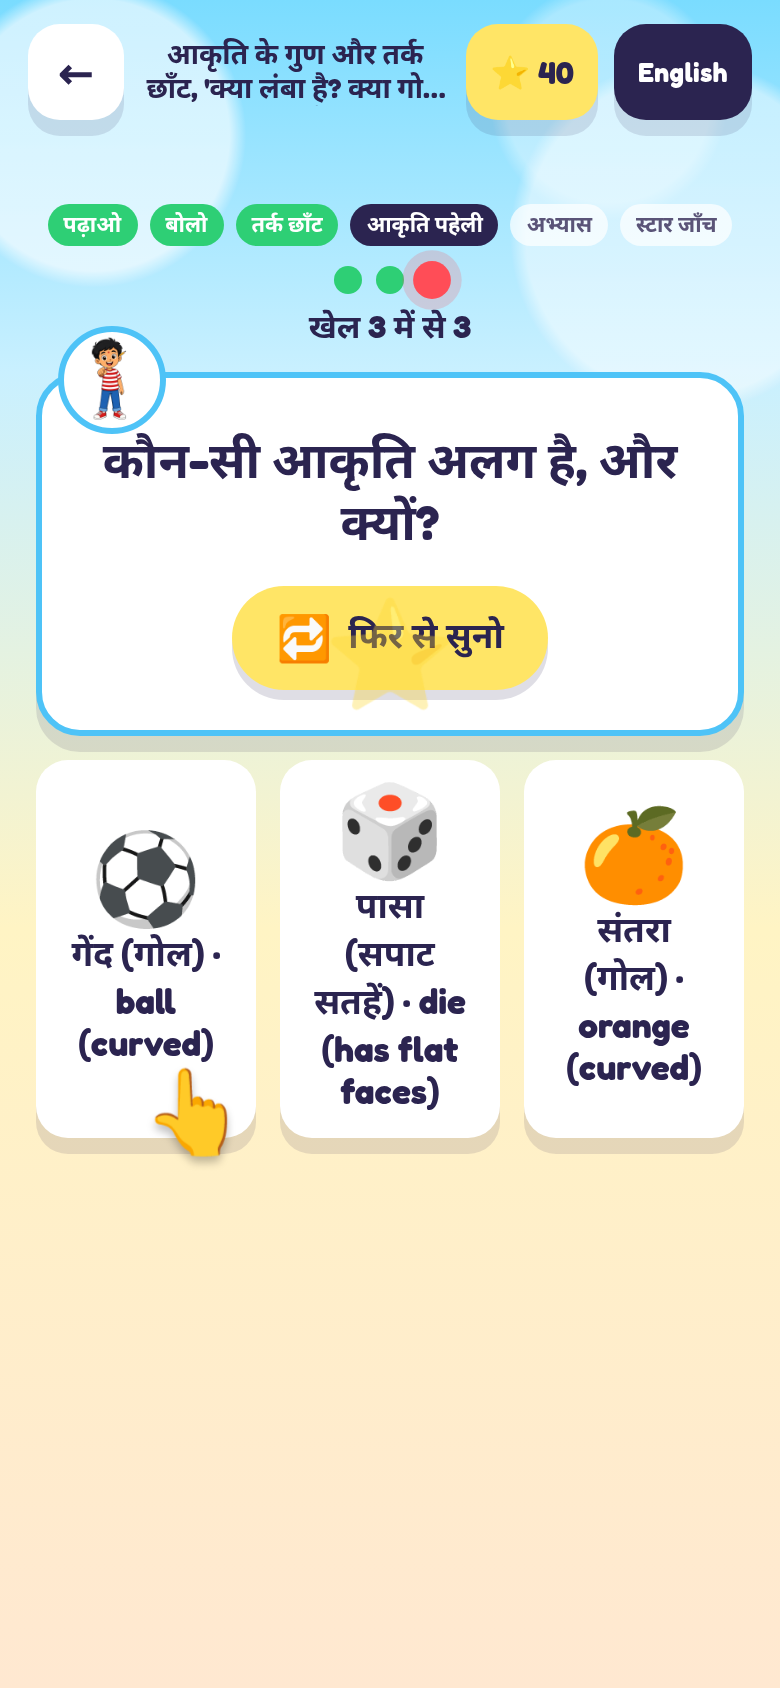 ←
आकृति के गुण और तर्क
छाँट, 'क्या लंबा है? क्या गो...
40
English
पढ़ाओ
बोलो
तर्क छाँट
आकृति पहेली
अभ्यास
स्टार जाँच
खेल 3 में से 3
कौन-सी आकृति अलग है, और
क्यों?
फिर से सुनो
गेंद (गोल) ·
ball
(curved)
पासा
(सपाट
सतहें) · die
(has flat
faces)
संतरा
(गोल) ·
orange
(curved)